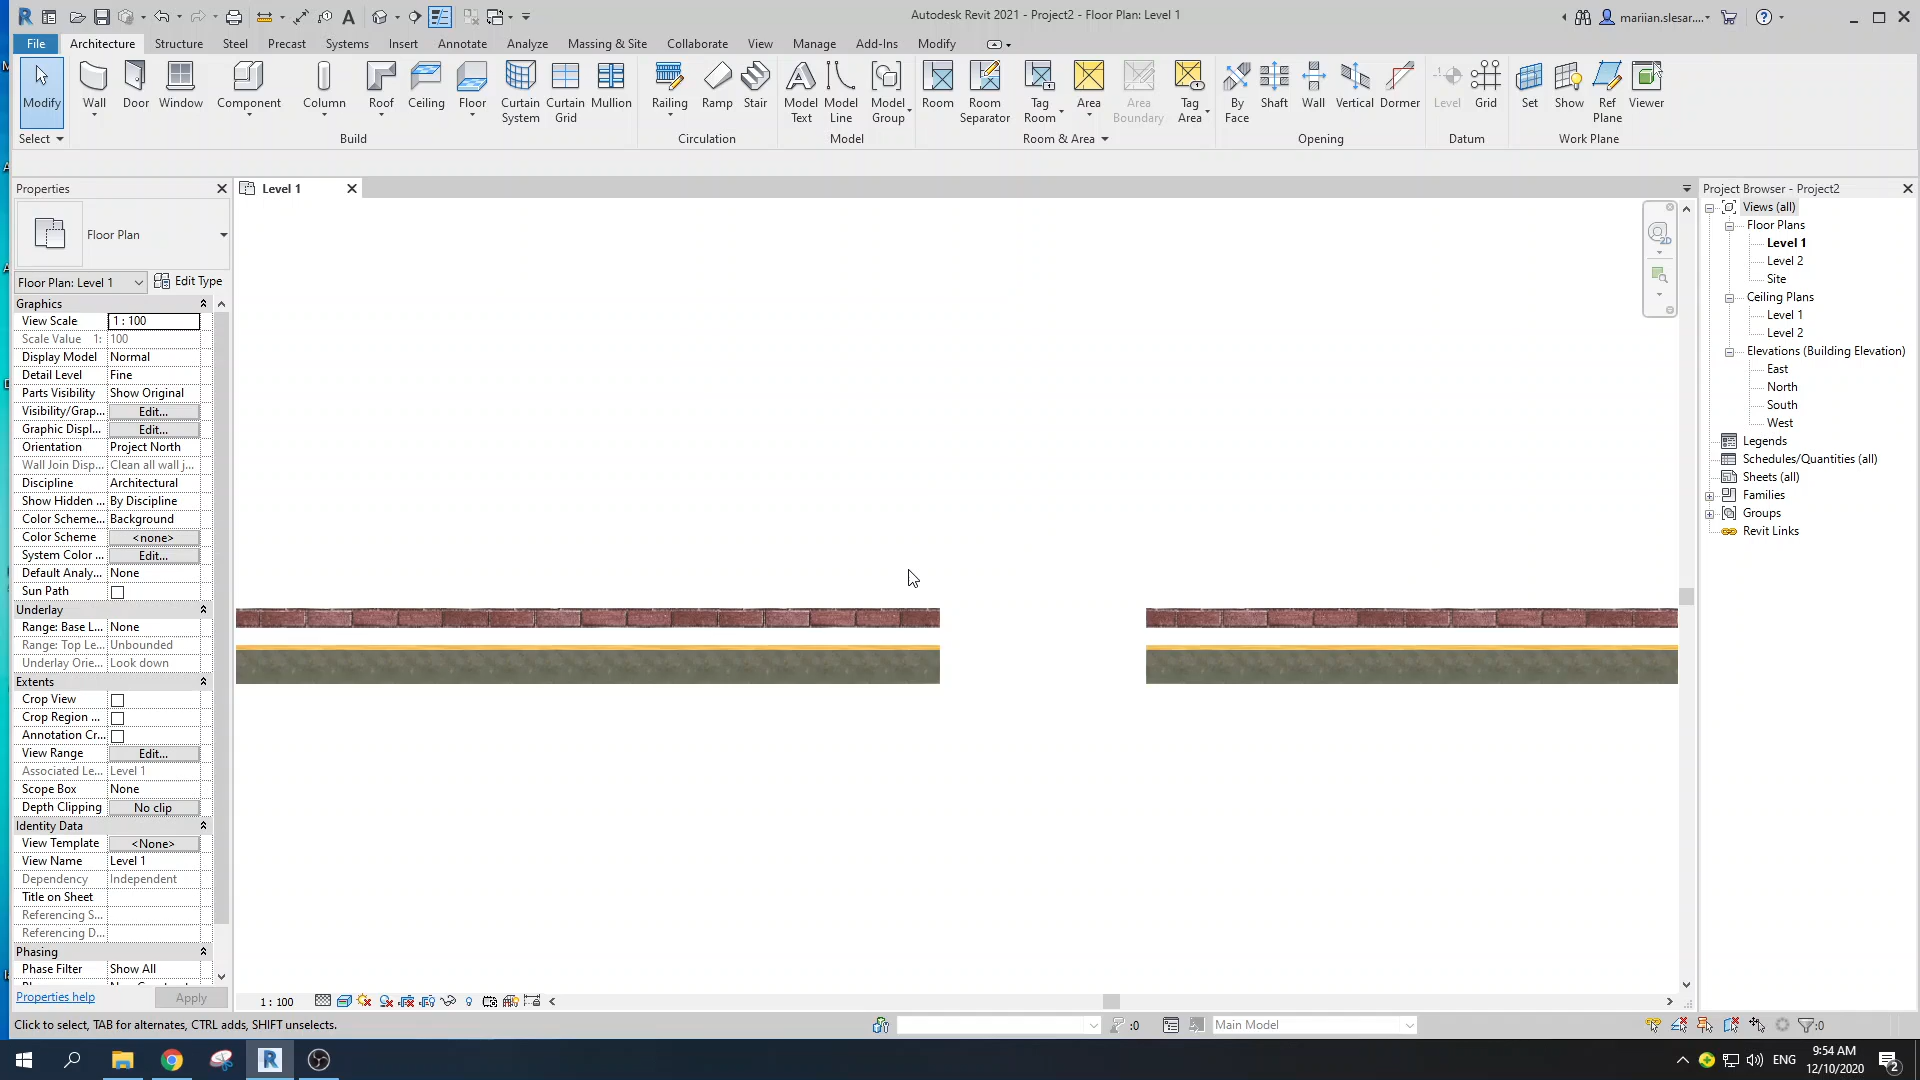 Autodesk Revit 2021 - Project2 - Floor Plan: Level 1
mariian.slesar....
File Architecture Structure Steel Precast Systems Insert Annotate Analyze Massing & Site Collaborate View Manage Add-Ins Modify
Modify Wall Door Window Component Column Roof Ceiling Floor Curtain System Curtain Grid Mullion Railing Ramp Stair Model Text Model Line Model Group Room Room Separator Tag Room Area Area Boundary Tag Area By Face Shaft Wall Vertical Dormer Level Grid Set Show Ref Plane Viewer
Select Build Circulation Model Room & Area Opening Datum Work Plane
Properties
Level 1
Project Browser - Project2
Floor Plan
Floor Plan: Level 1 Edit Type
Graphics
View Scale 1 : 100
Scale Value 1: 100
Display Model Normal
Detail Level Fine
Parts Visibility Show Original
Visibility/Grap... Edit...
Graphic Displ... Edit...
Orientation Project North
Wall Join Disp... Clean all wall j...
Discipline Architectural
Show Hidden ... By Discipline
Color Scheme... Background
Color Scheme <none>
System Color ... Edit...
Default Analy... None
Sun Path
Underlay
Range: Base L... None
Range: Top Le... Unbounded
Underlay Orie... Look down
Extents
Crop View
Crop Region ...
Annotation Cr...
View Range Edit...
Associated Le... Level 1
Scope Box None
Depth Clipping No clip
Identity Data
View Template <None>
View Name Level 1
Dependency Independent
Title on Sheet
Referencing S...
Referencing D...
Phasing
Phase Filter Show All
Properties help Apply
Views (all)
Floor Plans
Level 1
Level 2
Site
Ceiling Plans
Level 1
Level 2
Elevations (Building Elevation)
East
North
South
West
Legends
Schedules/Quantities (all)
Sheets (all)
Families
Groups
Revit Links
2D
1 : 100
Click to select, TAB for alternates, CTRL adds, SHIFT unselects.
:0
Main Model
:0
ENG
9:54 AM
12/10/2020
2